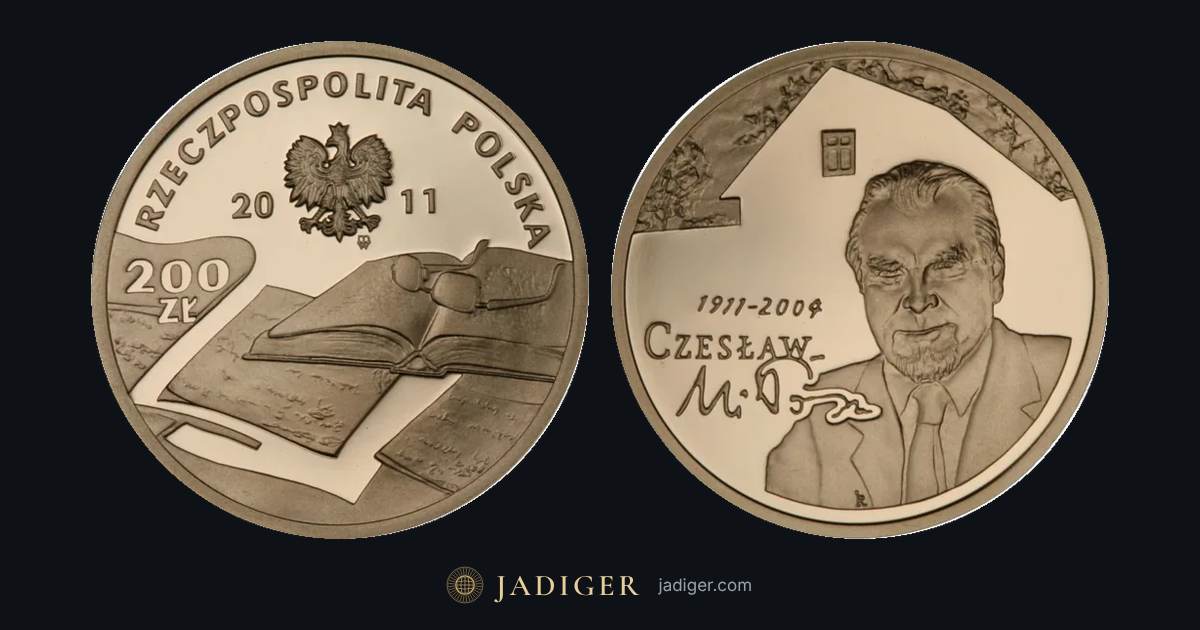 RZECZPOSPOLITA POLSKA
20 11
200
ZŁ
1911-2004
CZESŁAW
JADIGER jadiger.com